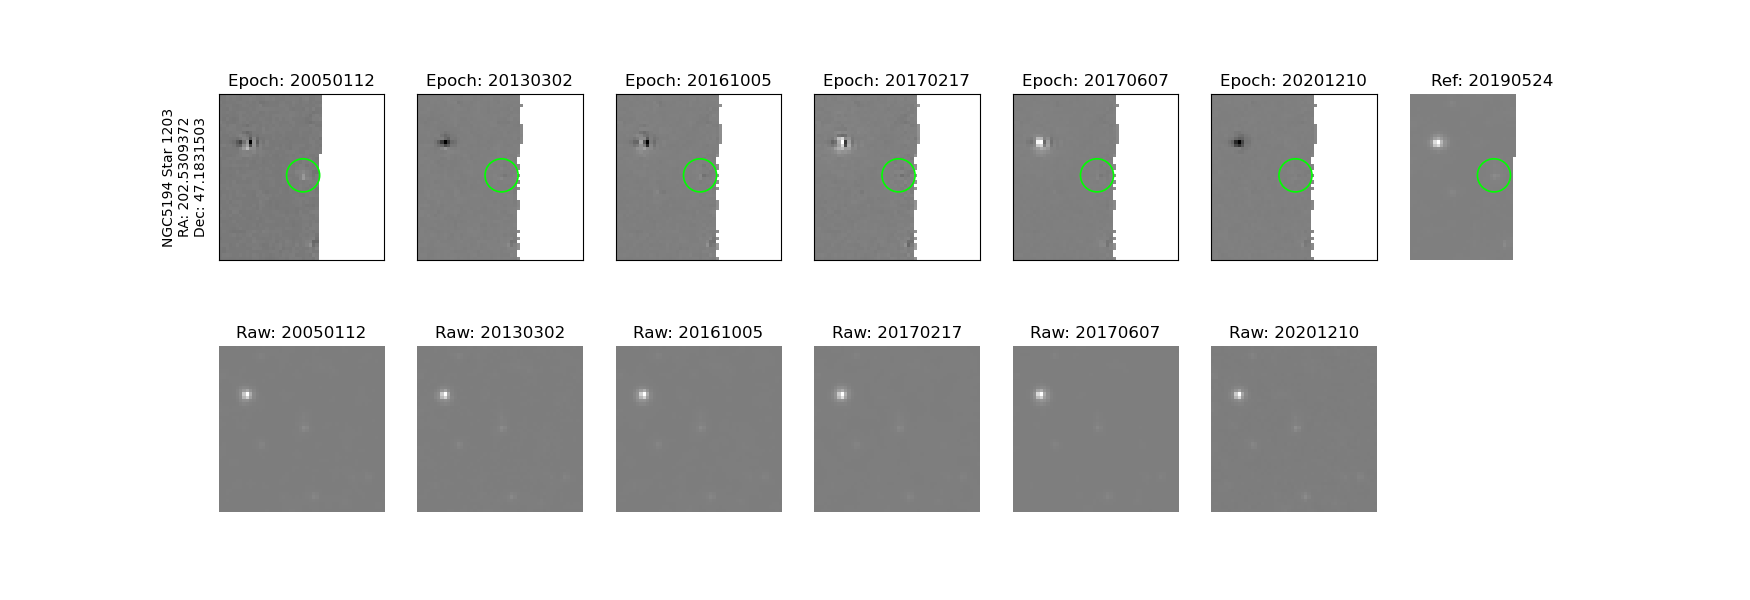 NGC5194 Star 1203
RA: 202.5309372
Dec: 47.1831503
Epoch: 20050112
Epoch: 20130302
Epoch: 20161005
Epoch: 20170217
Epoch: 20170607
Epoch: 20201210
Ref: 20190524
Raw: 20050112
Raw: 20130302
Raw: 20161005
Raw: 20170217
Raw: 20170607
Raw: 20201210